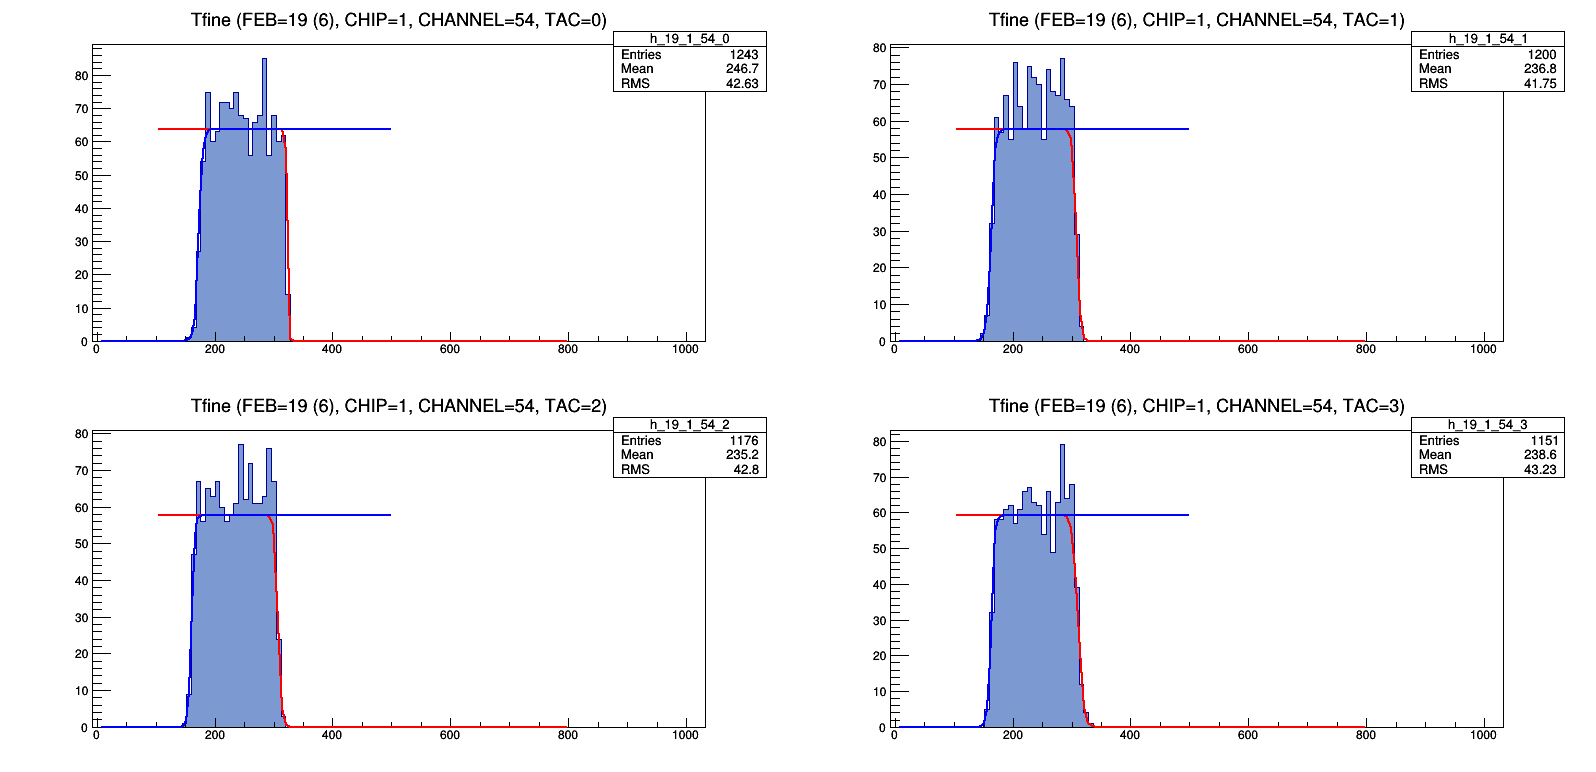 Tfine (FEB=19 (6), CHIP=1, CHANNEL=54, TAC=0)
h_19_1_54_0
Entries 1243
Mean 246.7
RMS 42.63
80
70
60
50
40
30
20
10
0
0 200 400 600 800 1000
Tfine (FEB=19 (6), CHIP=1, CHANNEL=54, TAC=1)
h_19_1_54_1
Entries 1200
Mean 236.8
RMS 41.75
80
70
60
50
40
30
20
10
0
0 200 400 600 800 1000
Tfine (FEB=19 (6), CHIP=1, CHANNEL=54, TAC=2)
h_19_1_54_2
Entries 1176
Mean 235.2
RMS 42.8
80
70
60
50
40
30
20
10
0
0 200 400 600 800 1000
Tfine (FEB=19 (6), CHIP=1, CHANNEL=54, TAC=3)
h_19_1_54_3
Entries 1151
Mean 238.6
RMS 43.23
80
70
60
50
40
30
20
10
0
0 200 400 600 800 1000